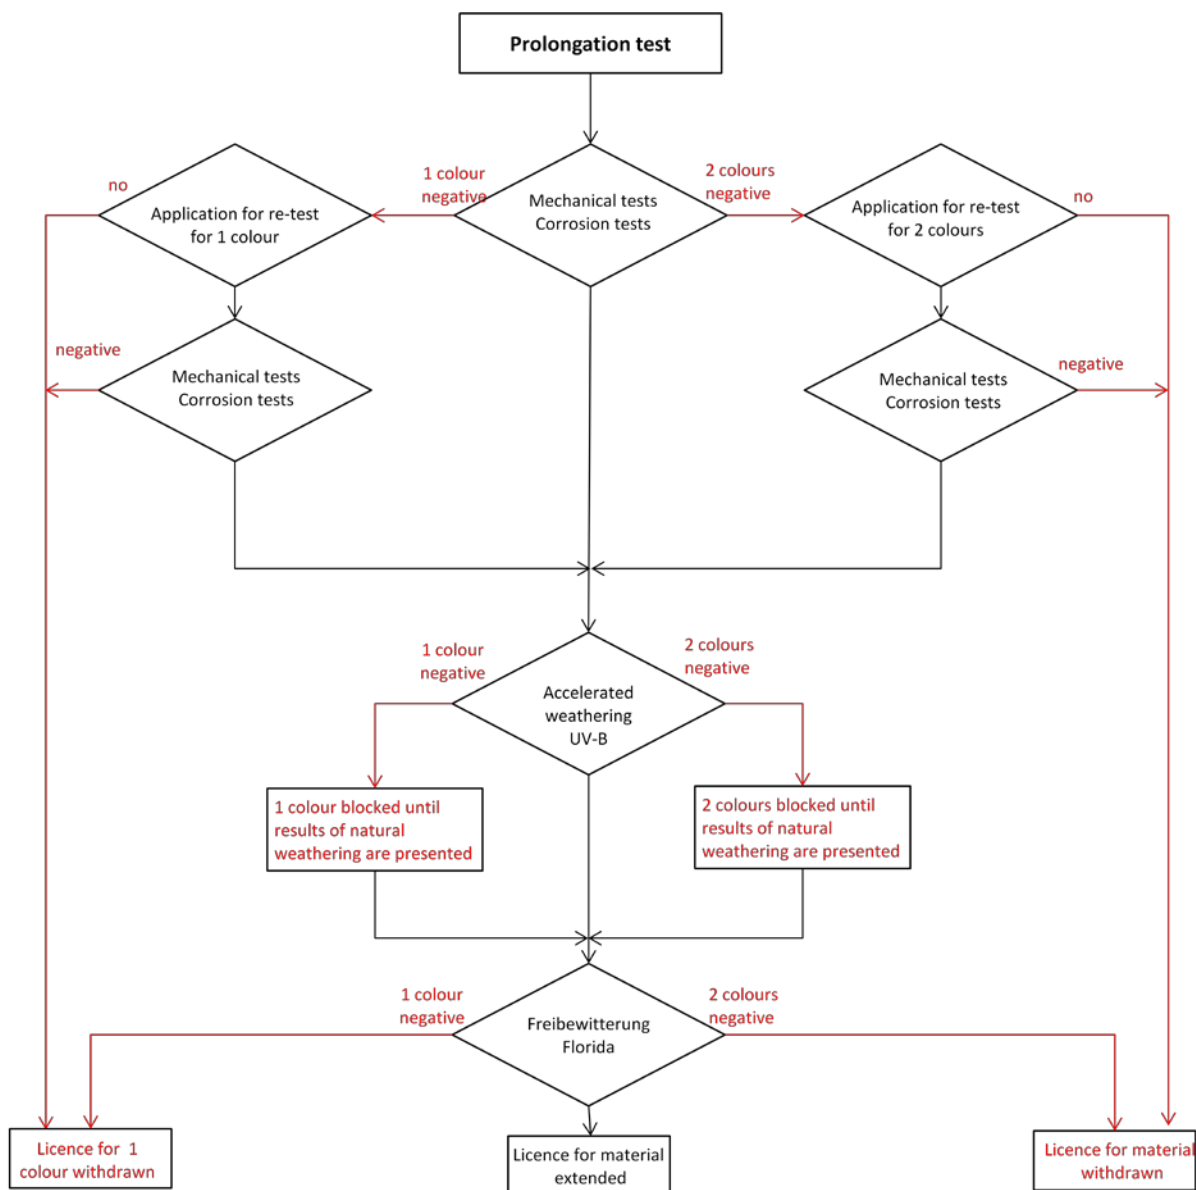 Prolongation test
1 colour
negative
2 colours
negative
no
Application for re-test
for 1 colour
Mechanical tests
Corrosion tests
Application for re-test
for 2 colours
no
negative
Mechanical tests
Corrosion tests
Mechanical tests
Corrosion tests
negative
1 colour
negative
2 colours
negative
Accelerated
weathering
UV-B
1 colour blocked until
results of natural
weathering are presented
2 colours blocked until
results of natural
weathering are presented
1 colour
negative
2 colours
negative
Freibewitterung
Florida
Licence for 1
colour withdrawn
Licence for material
extended
Licence for material
withdrawn